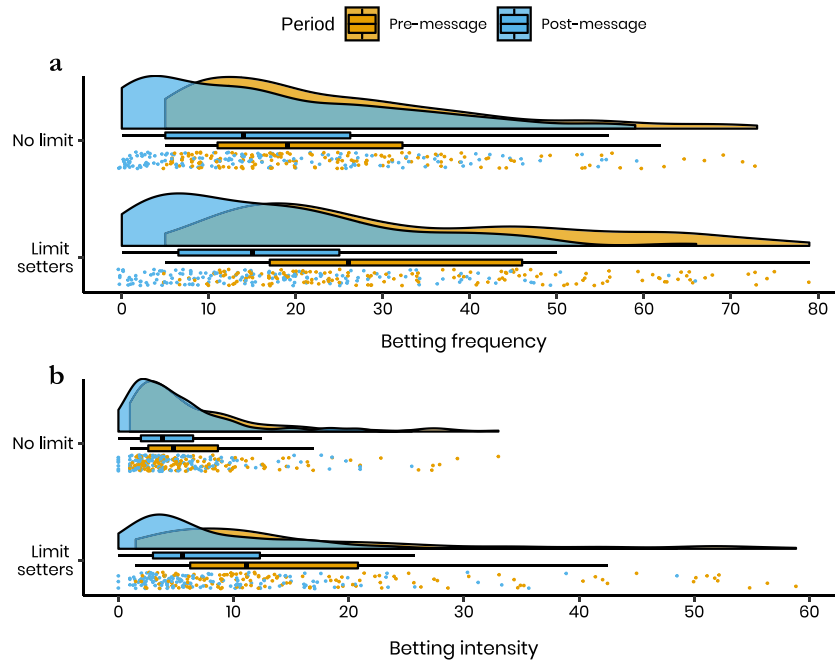 Period Pre-message Post-message
a
No limit
Limit
setters
0 10 20 30 40 50 60 70 80
Betting frequency
b
No limit
Limit
setters
0 10 20 30 40 50 60
Betting intensity